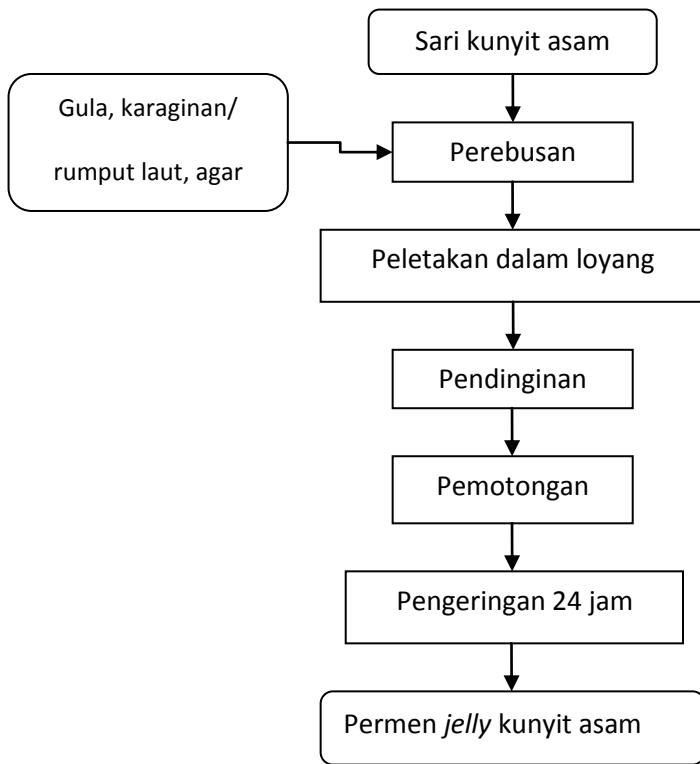 Sari kunyit asam
Gula, karaginan/
rumput laut, agar
Perebusan
Peletakan dalam loyang
Pendinginan
Pemotongan
Pengeringan 24 jam
Permen jelly kunyit asam